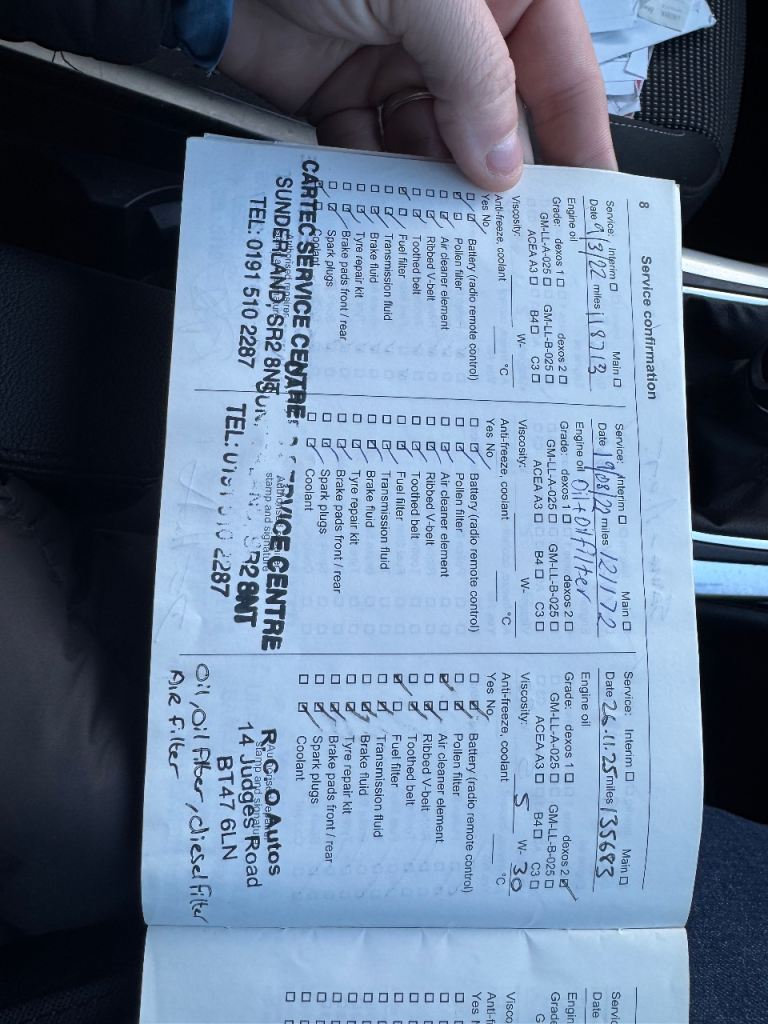 8
Service confirmation
Service: Interim □ Main □
Date 9/3/22 miles 118713
Engine oil
Grade: dexos 1 □ dexos 2 □
GM-LL-A-025 □ GM-LL-B-025 □
ACEA A3 □ B4 □ C3 □
Viscosity: W-
Anti-freeze, coolant °C
Yes No
Battery (radio remote control)
Pollen filter
Air cleaner element
Ribbed V-belt
Toothed belt
Fuel filter
Transmission fluid
Brake fluid
Tyre repair kit
Brake pads front / rear
Spark plugs
Coolant
CARTEC SERVICE CENTRE
SUNDERLAND, SR2 8NT
TEL: 0191 510 2287
Service: Interim □ Main □
Date 19/08/22 miles 121172
Engine oil Oil + Oil filter
Grade: dexos 1 □ dexos 2 □
GM-LL-A-025 □ GM-LL-B-025 □
ACEA A3 □ B4 □ C3 □
Viscosity: W-
Anti-freeze, coolant °C
Yes No
Battery (radio remote control)
Pollen filter
Air cleaner element
Ribbed V-belt
Toothed belt
Fuel filter
Transmission fluid
Brake fluid
Tyre repair kit
Brake pads front / rear
Spark plugs
Coolant
SERVICE CENTRE
SR2 8NT
TEL: 0191 510 2287
Service: Interim □ Main □
Date 26.11.25 miles 135683
Engine oil
Grade: dexos 1 □ dexos 2 ☑
GM-LL-A-025 □ GM-LL-B-025 □
ACEA A3 □ B4 □ C3 □
Viscosity: 5 W- 30
Anti-freeze, coolant °C
Yes No
Battery (radio remote control)
Pollen filter
Air cleaner element
Ribbed V-belt
Toothed belt
Fuel filter
Transmission fluid
Brake fluid
Tyre repair kit
Brake pads front / rear
Spark plugs
Coolant
R C O Autos
stamp and signature
14 Judges Road
BT47 6LN
Oil, oil filter, diesel filter
Air filter